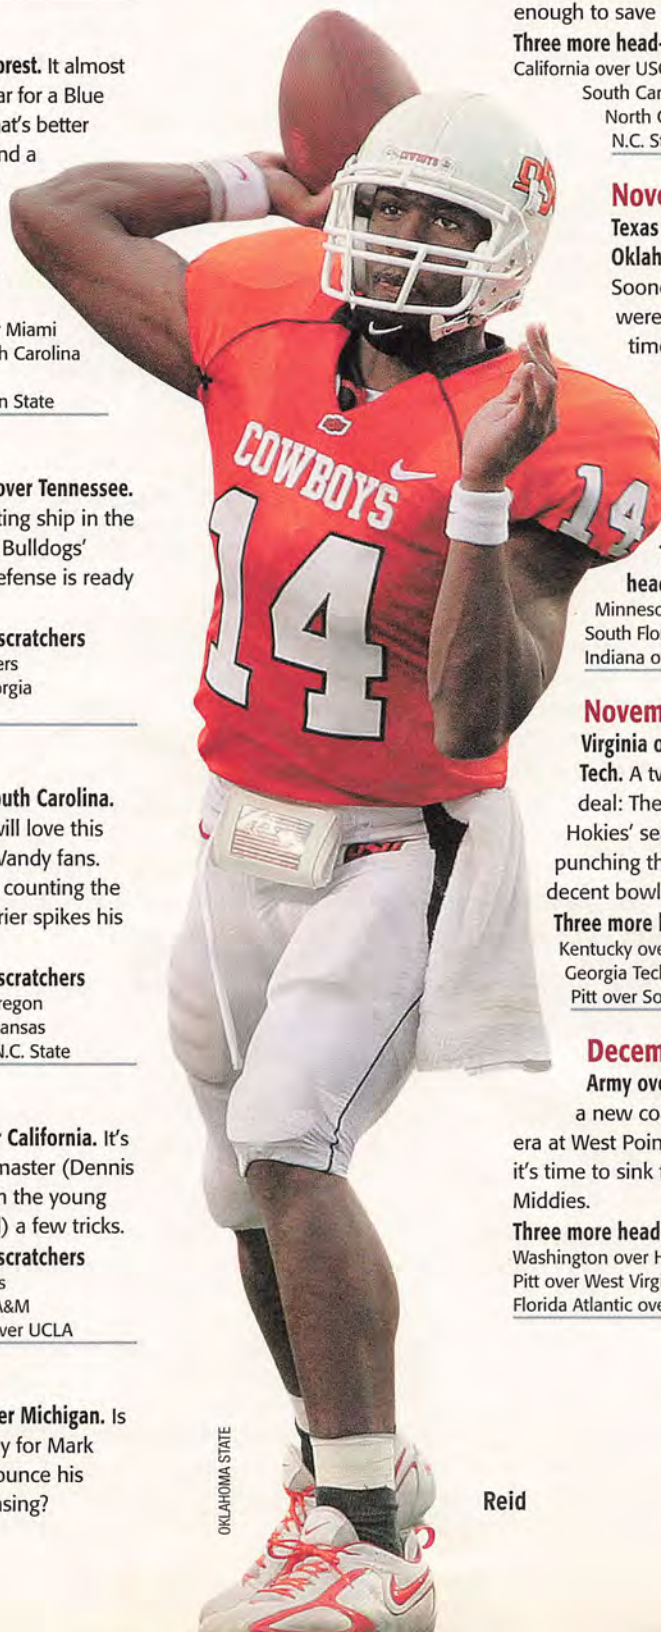 orest. It almost
ar for a Blue
at's better
nd a
Miami
h Carolina
n State
over Tennessee.
ting ship in the
Bulldogs'
efense is ready
scratchers
ers
rgia
uth Carolina.
will love this
Vandy fans.
counting the
rier spikes his
scratchers
regon
ansas
N.C. State
California. It's
master (Dennis
n the young
) a few tricks.
scratchers
s
A&M
ver UCLA
er Michigan. Is
y for Mark
ounce his
sing?
COWBOYS
COWBOYS
14
14
OSU
OKLAHOMA STATE
Reid
enough to save
Three more head-
California over USC
South Car
North C
N.C. St
Nove
Texas
Oklah
Soone
were
time
head
Minneso
South Flo
Indiana o
Novem
Virginia o
Tech. A tw
deal: The
Hokies' se
punching th
decent bowl
Three more h
Kentucky ove
Georgia Tech
Pitt over So
Decem
Army ove
a new co
era at West Poin
it's time to sink t
Middies.
Three more head
Washington over H
Pitt over West Virg
Florida Atlantic ove